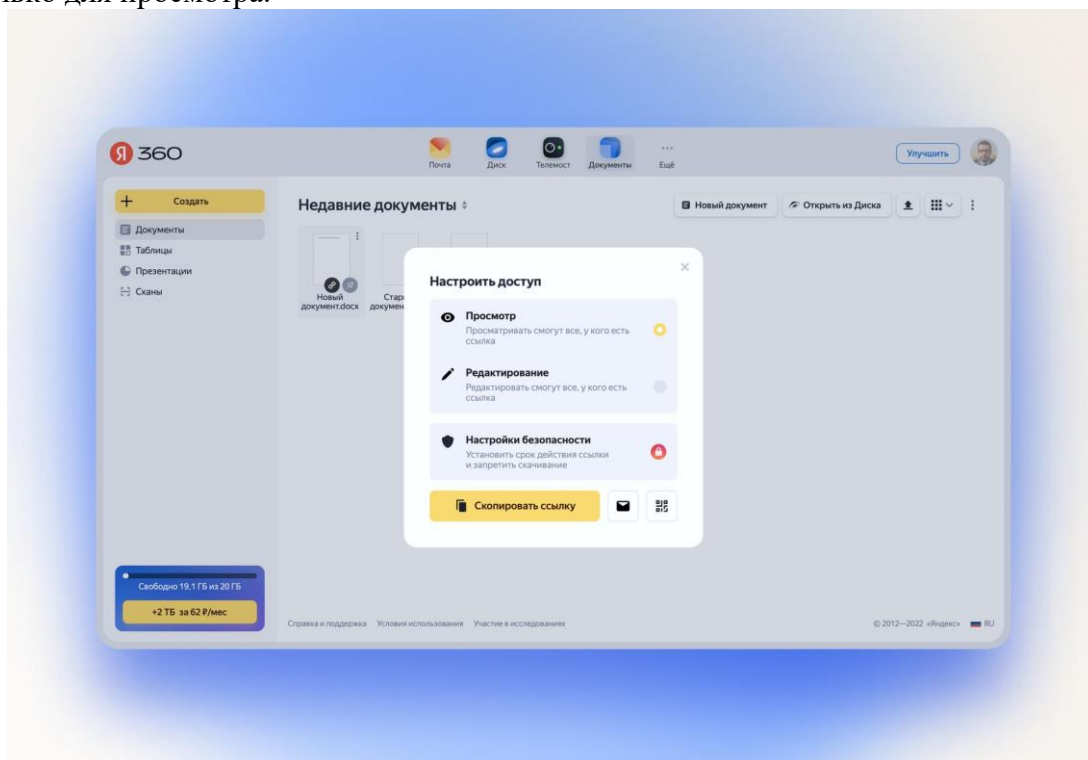 только для просмотра.
Я 360
Почта
Диск
Телемост
Документы
Ещё
Улучшить
+ Создать
Документы
Таблицы
Презентации
Сканы
Недавние документы
Новый документ
Открыть из Диска
Новый
документ.docx
Настроить доступ
Просмотр
Просматривать смогут все, у кого есть
ссылка
Редактирование
Редактировать смогут все, у кого есть
ссылка
Настройки безопасности
Установить срок действия ссылки
и запретить скачивание
Скопировать ссылку
Свободно 19,1 ГБ из 20 ГБ
+2 ТБ за 62 ₽/мес
Справка и поддержка Условия использования Участие в исследованиях
© 2012—2022 «Яндекс» RU